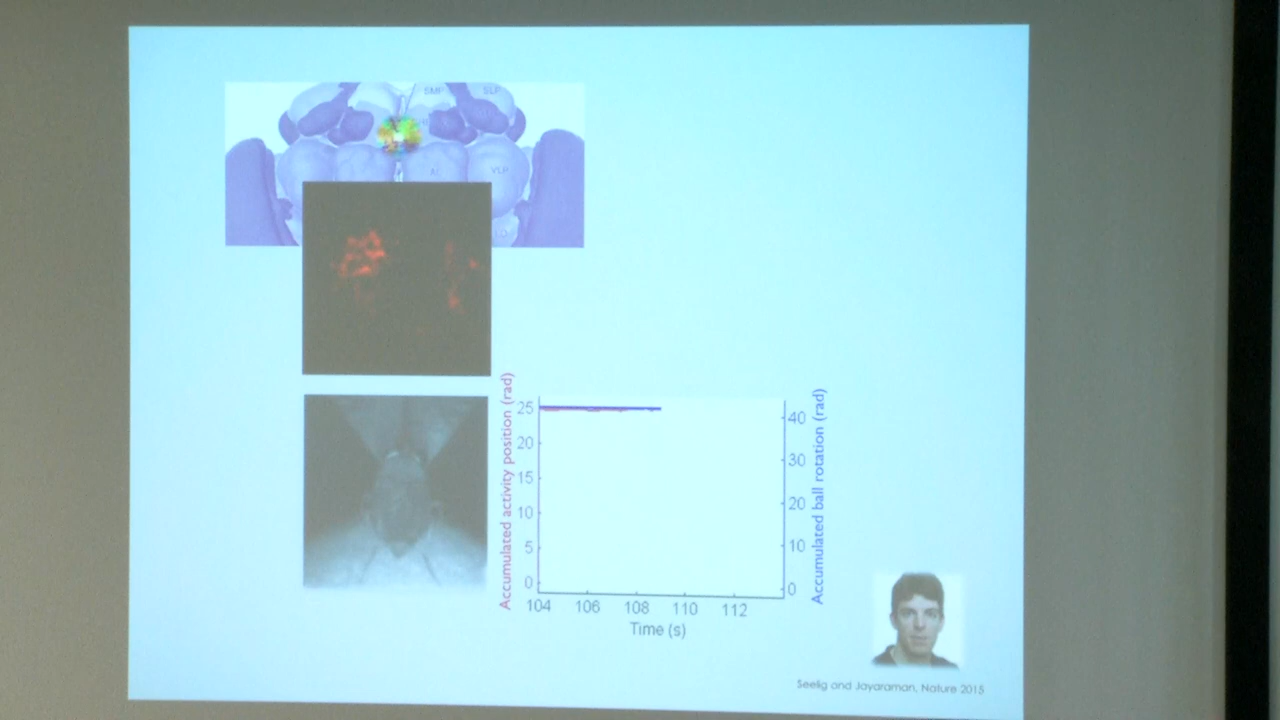 SMP SLP
AL VLP
Accumulated activity position (rad)
25
20
15
10
5
0
40
30
20
10
0
Accumulated ball rotation (rad)
104 106 108 110 112
Time (s)
Seelig and Jayaraman, Nature 2015